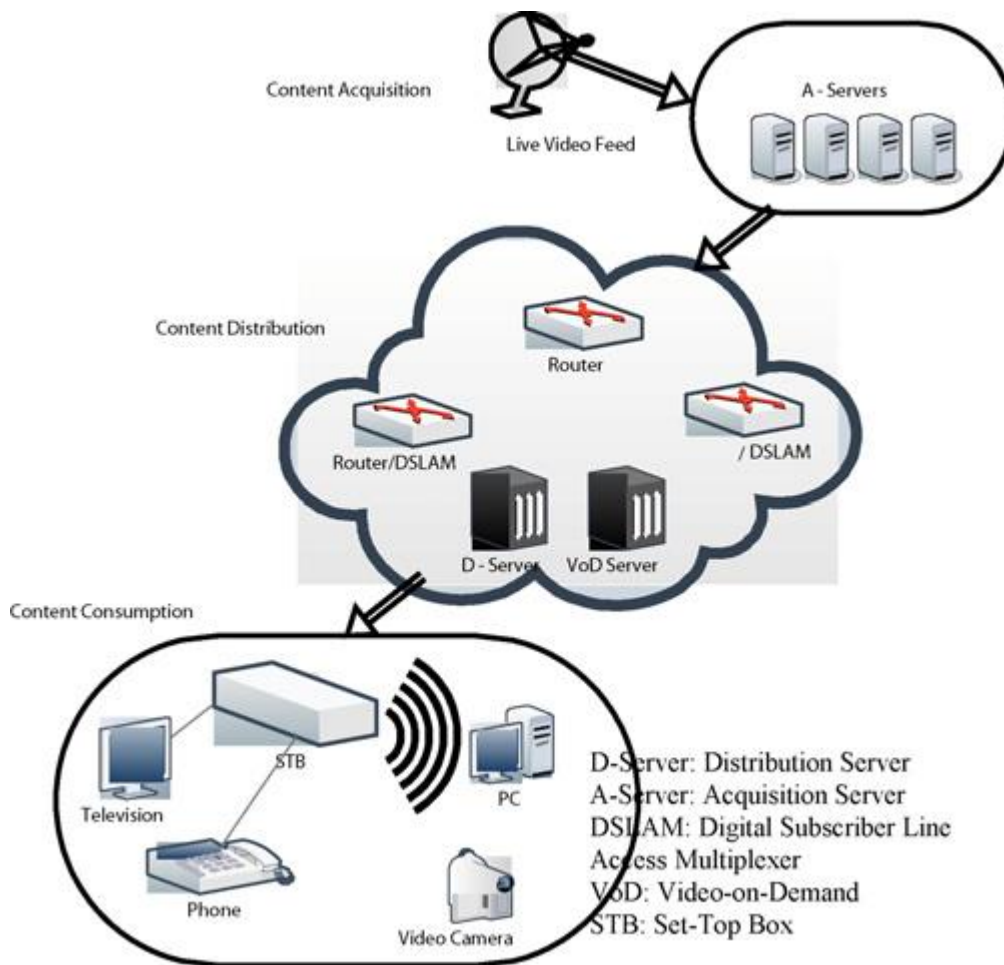 Content Acquisition
Live Video Feed
A - Servers
Content Distribution
Router
Router/DSLAM
/ DSLAM
D - Server
VoD Server
Content Consumption
STB
Television
PC
Phone
Video Camera
D-Server: Distribution Server
A-Server: Acquisition Server
DSLAM: Digital Subscriber Line
Access Multiplexer
VoD: Video-on-Demand
STB: Set-Top Box